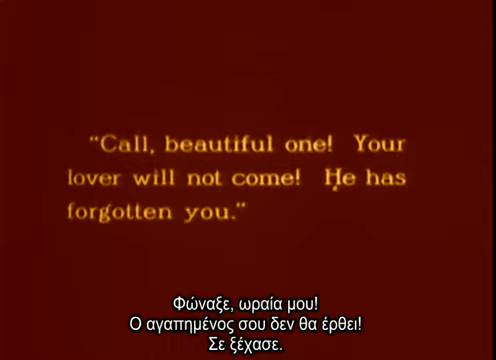 "Call, beautiful one! Your
lover will not come! He has
forgotten you."
Φώναξε, ωραία μου!
Ο αγαπημένος σου δεν θα έρθει!
Σε ξέχασε.